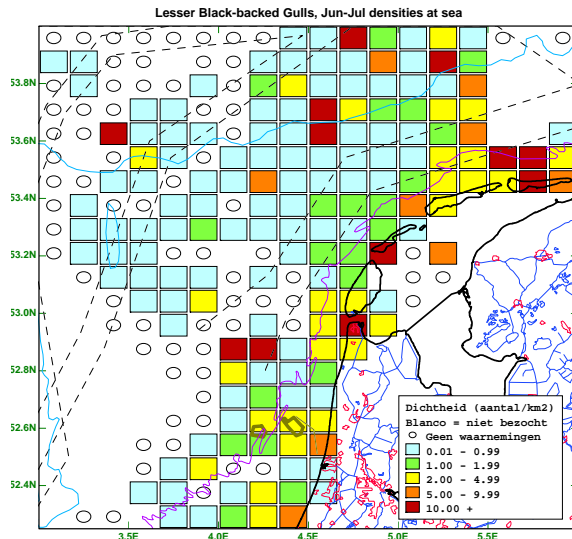 Lesser Black-backed Gulls, Jun-Jul densities at sea
53.8N
53.6N
53.4N
53.2N
53.0N
52.8N
52.6N
52.4N
Dichtheid (aantal/km2)
Blanco = niet bezocht
Geen waarnemingen
0.01 - 0.99
1.00 - 1.99
2.00 - 4.99
5.00 - 9.99
10.00 +
3.5E 4.0E 4.5E 5.0E 5.5E